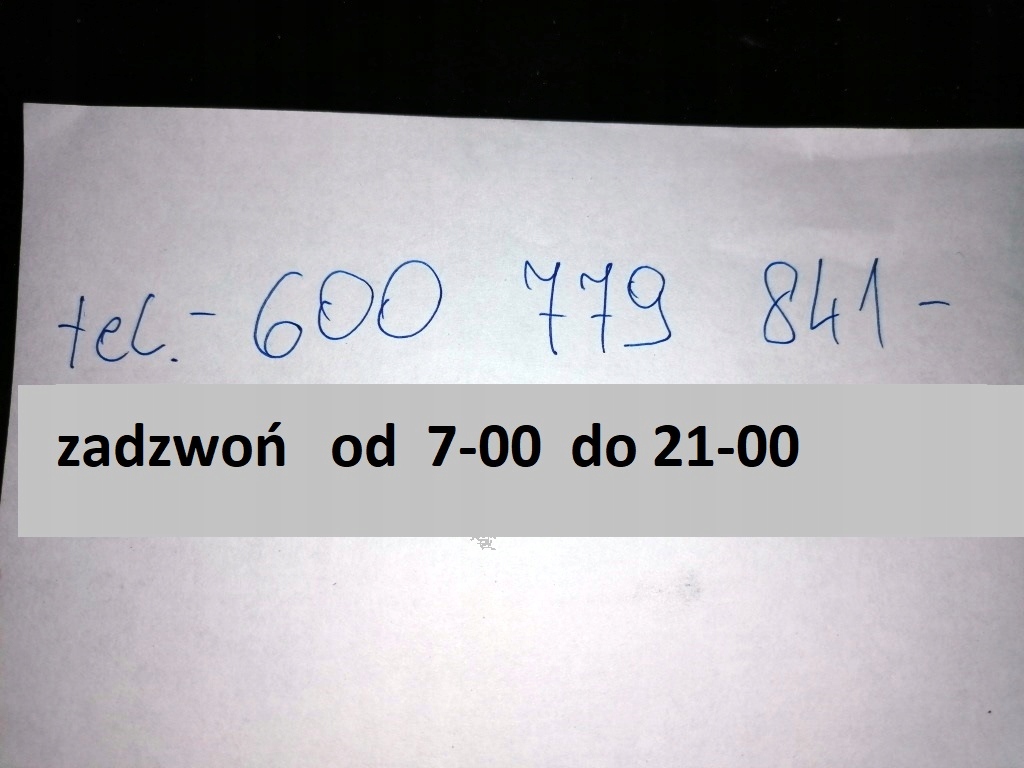 tel. - 600 779 841 -
zadzwoń od 7-00 do 21-00